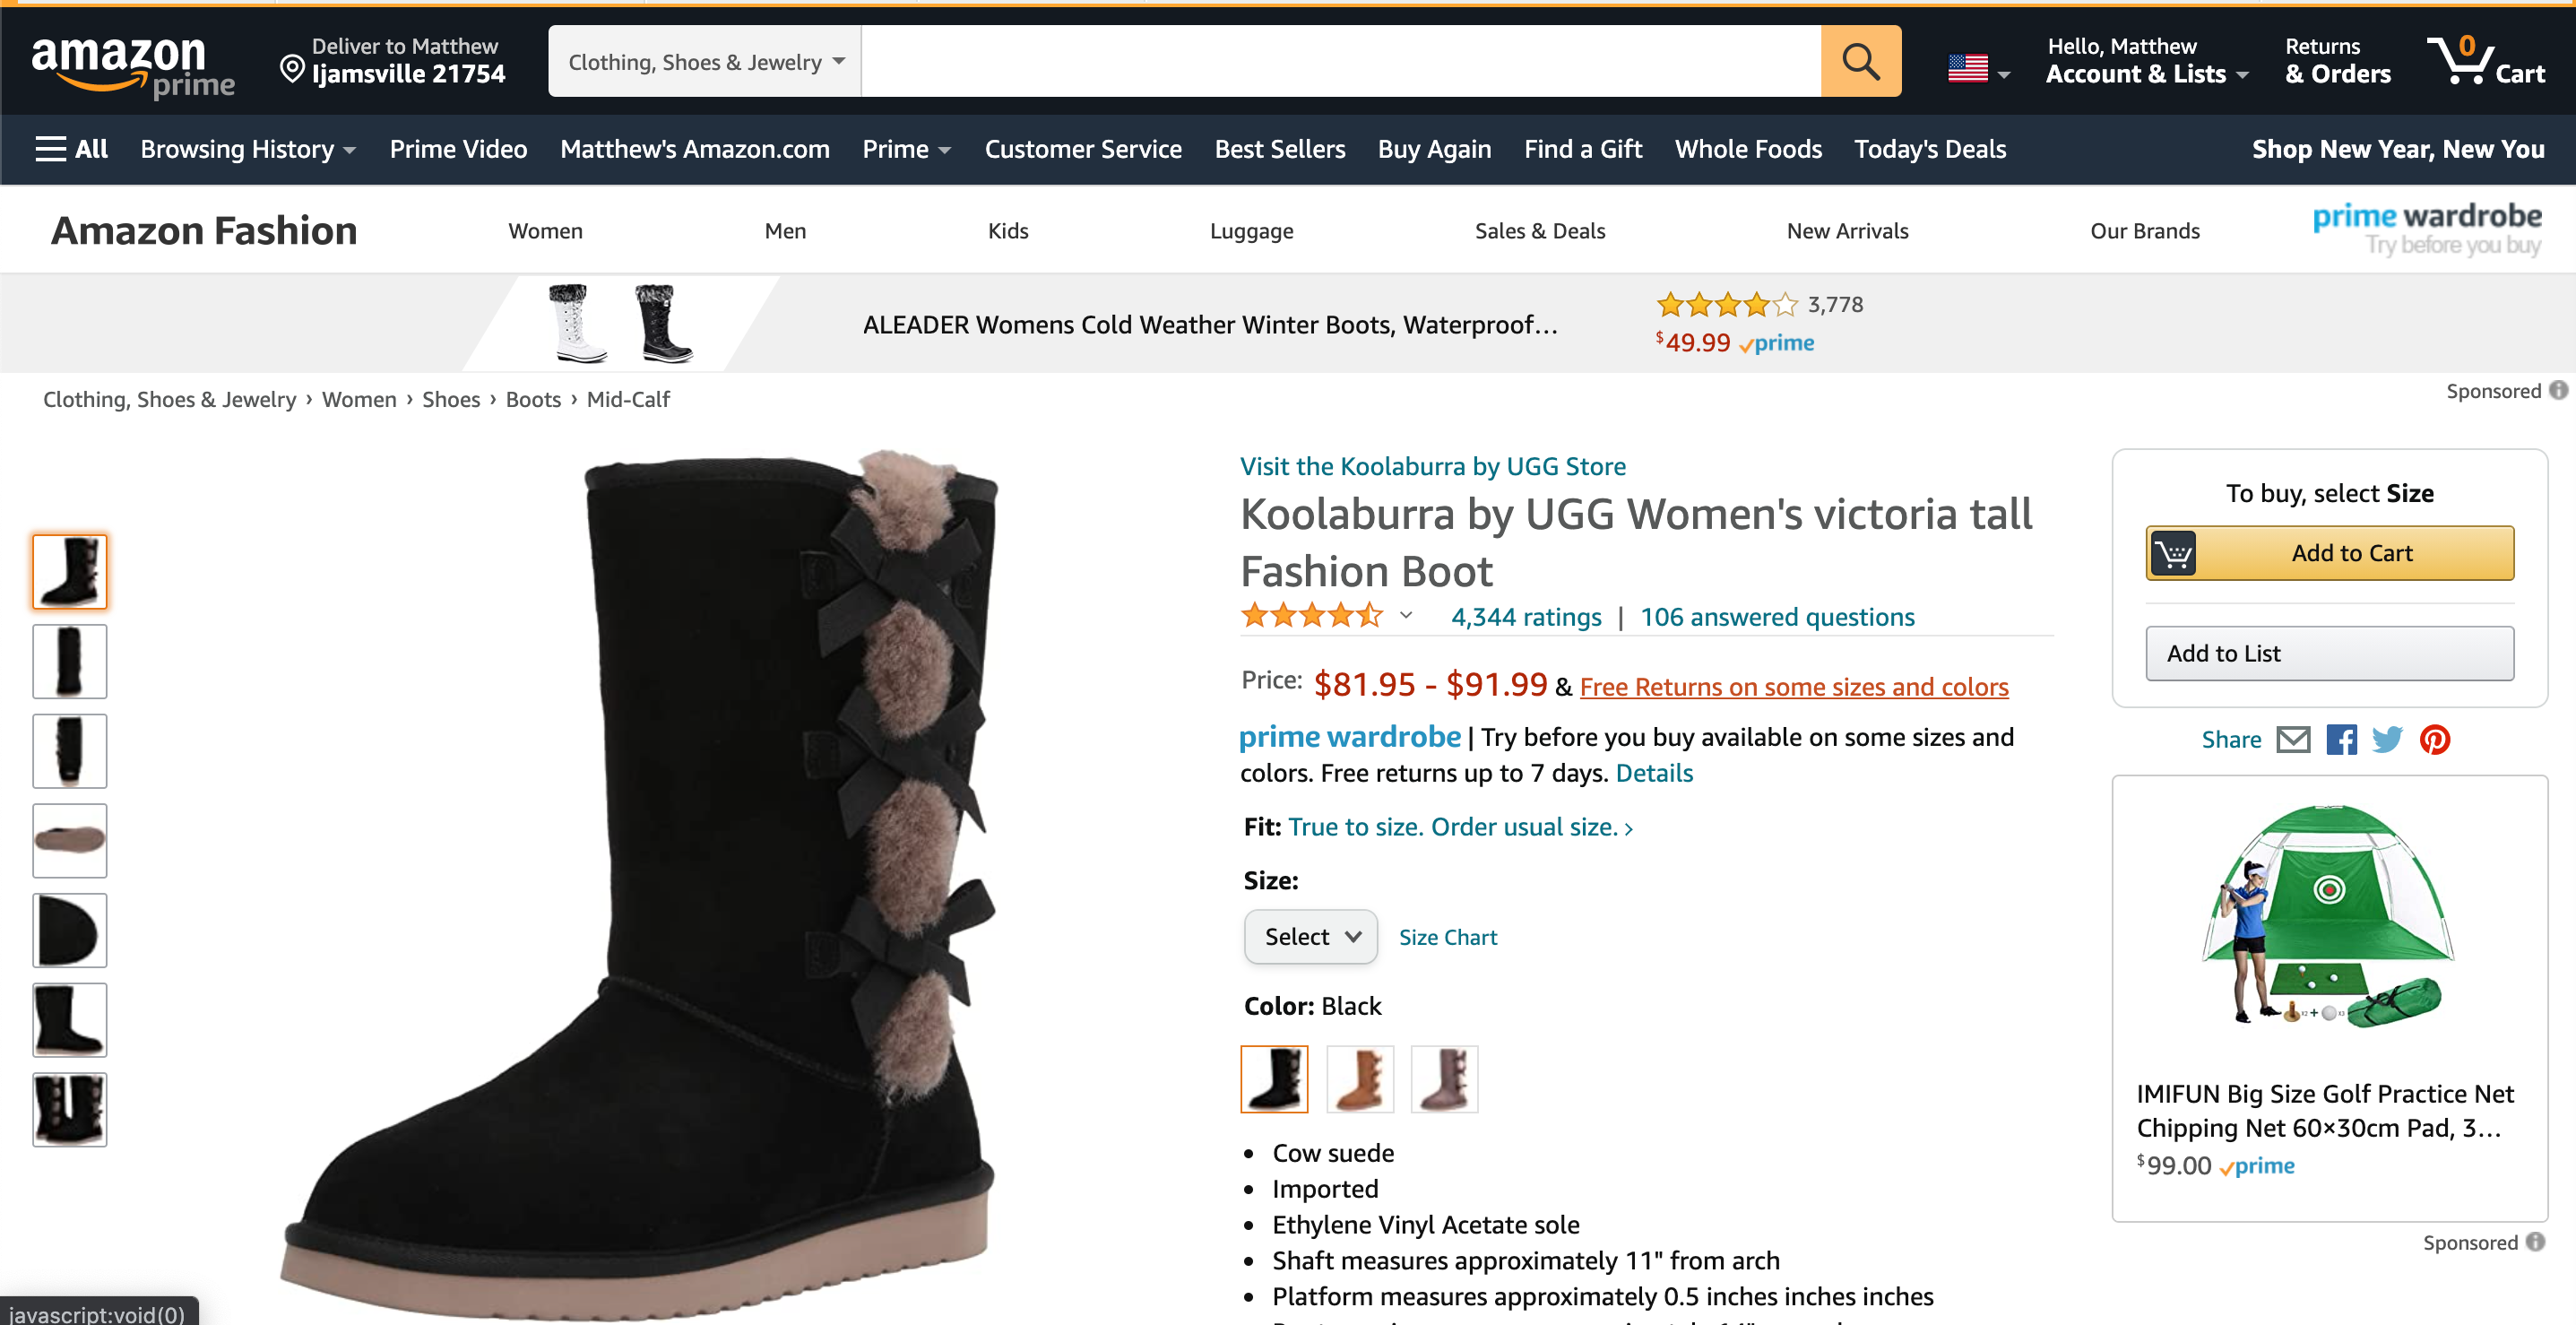 amazon
prime
Deliver to Matthew
Ijamsville 21754
Clothing, Shoes & Jewelry
Hello, Matthew
Account & Lists
Returns
& Orders
0
Cart
All
Browsing History
Prime Video
Matthew's Amazon.com
Prime
Customer Service
Best Sellers
Buy Again
Find a Gift
Whole Foods
Today's Deals
Shop New Year, New You
Amazon Fashion
Women
Men
Kids
Luggage
Sales & Deals
New Arrivals
Our Brands
prime wardrobe
Try before you buy
ALEADER Womens Cold Weather Winter Boots, Waterproof…
3,778
$49.99 prime
Sponsored
Clothing, Shoes & Jewelry › Women › Shoes › Boots › Mid-Calf
Visit the Koolaburra by UGG Store
Koolaburra by UGG Women's victoria tall
Fashion Boot
4,344 ratings | 106 answered questions
Price: $81.95 - $91.99 & Free Returns on some sizes and colors
prime wardrobe | Try before you buy available on some sizes and
colors. Free returns up to 7 days. Details
Fit: True to size. Order usual size. ›
Size:
Select
Size Chart
Color: Black
• Cow suede
• Imported
• Ethylene Vinyl Acetate sole
• Shaft measures approximately 11" from arch
• Platform measures approximately 0.5 inches inches inches
To buy, select Size
Add to Cart
Add to List
Share
x2 + x3
IMIFUN Big Size Golf Practice Net
Chipping Net 60×30cm Pad, 3…
$99.00 prime
Sponsored
javascript:void(0)